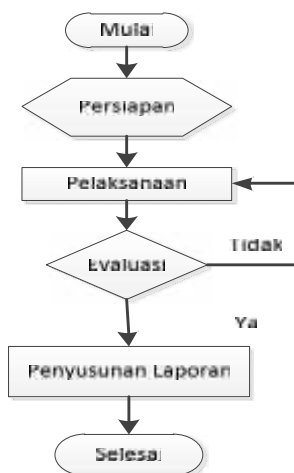 Mulai
Persiapan
Pelaksanaan
Evaluasi
Tidak
Ya
Penyusunan Laporan
Selesai